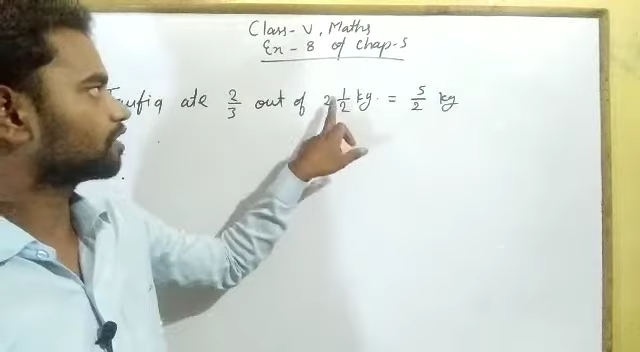 Class - V, Maths
Ex - 8 of Chap-5
Taufiq ate 2/3 out of 2 1/2 kg. = 5/2 kg